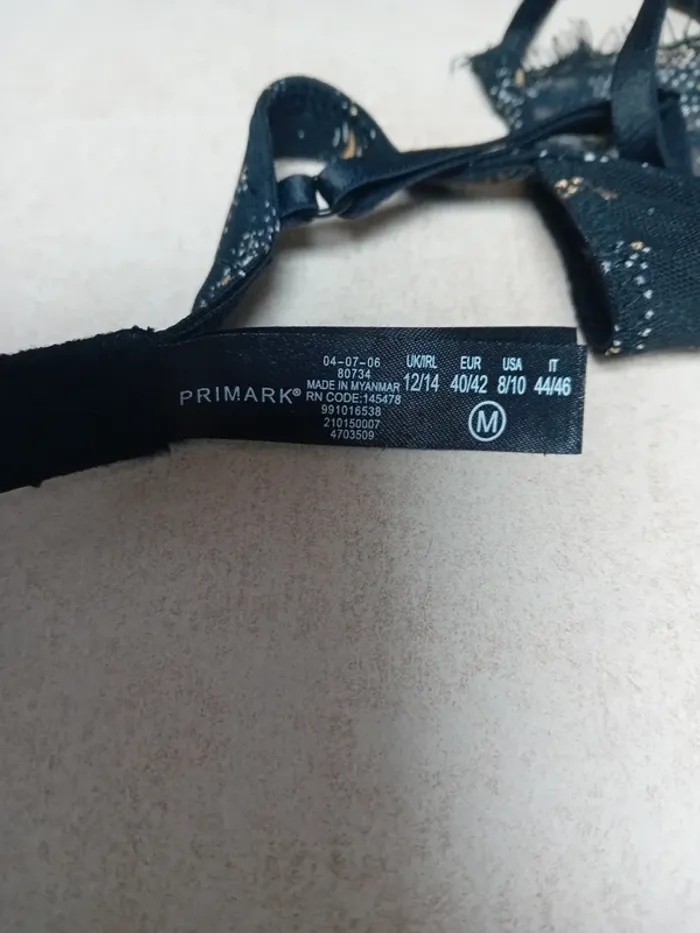 PRIMARK®
04-07-06
80734
MADE IN MYANMAR
RN CODE:145478
991016538
210150007
4703509
UK/IRL EUR USA IT
12/14 40/42 8/10 44/46
M